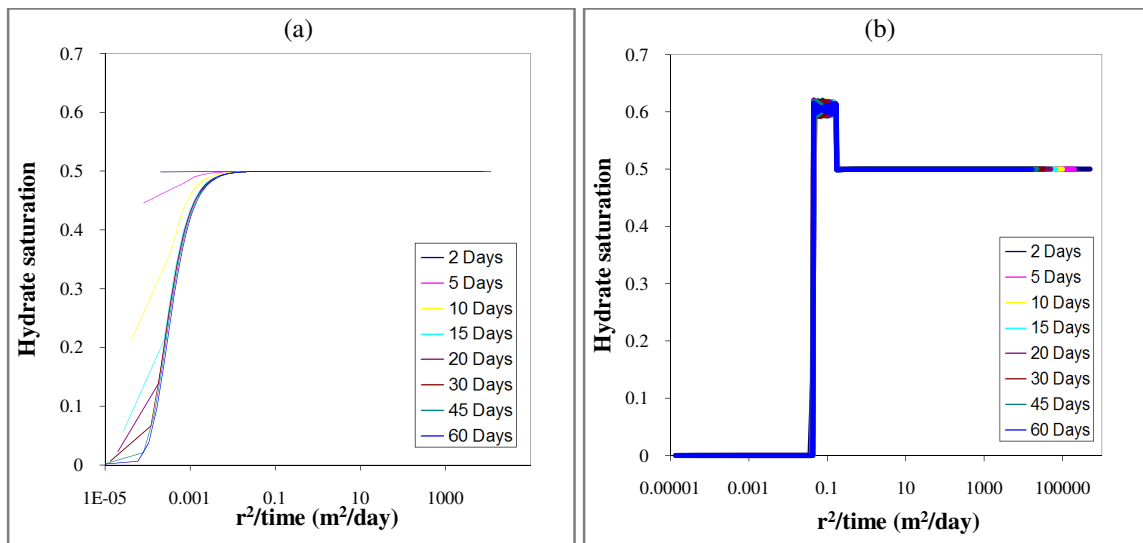 (a)
0.7
0.6
0.5
0.4
0.3
0.2
0.1
0
Hydrate saturation
2 Days
5 Days
10 Days
15 Days
20 Days
30 Days
45 Days
60 Days
1E-05 0.001 0.1 10 1000
r²/time (m²/day)
(b)
0.7
0.6
0.5
0.4
0.3
0.2
0.1
0
Hydrate saturation
2 Days
5 Days
10 Days
15 Days
20 Days
30 Days
45 Days
60 Days
0.00001 0.001 0.1 10 1000 100000
r²/time (m²/day)